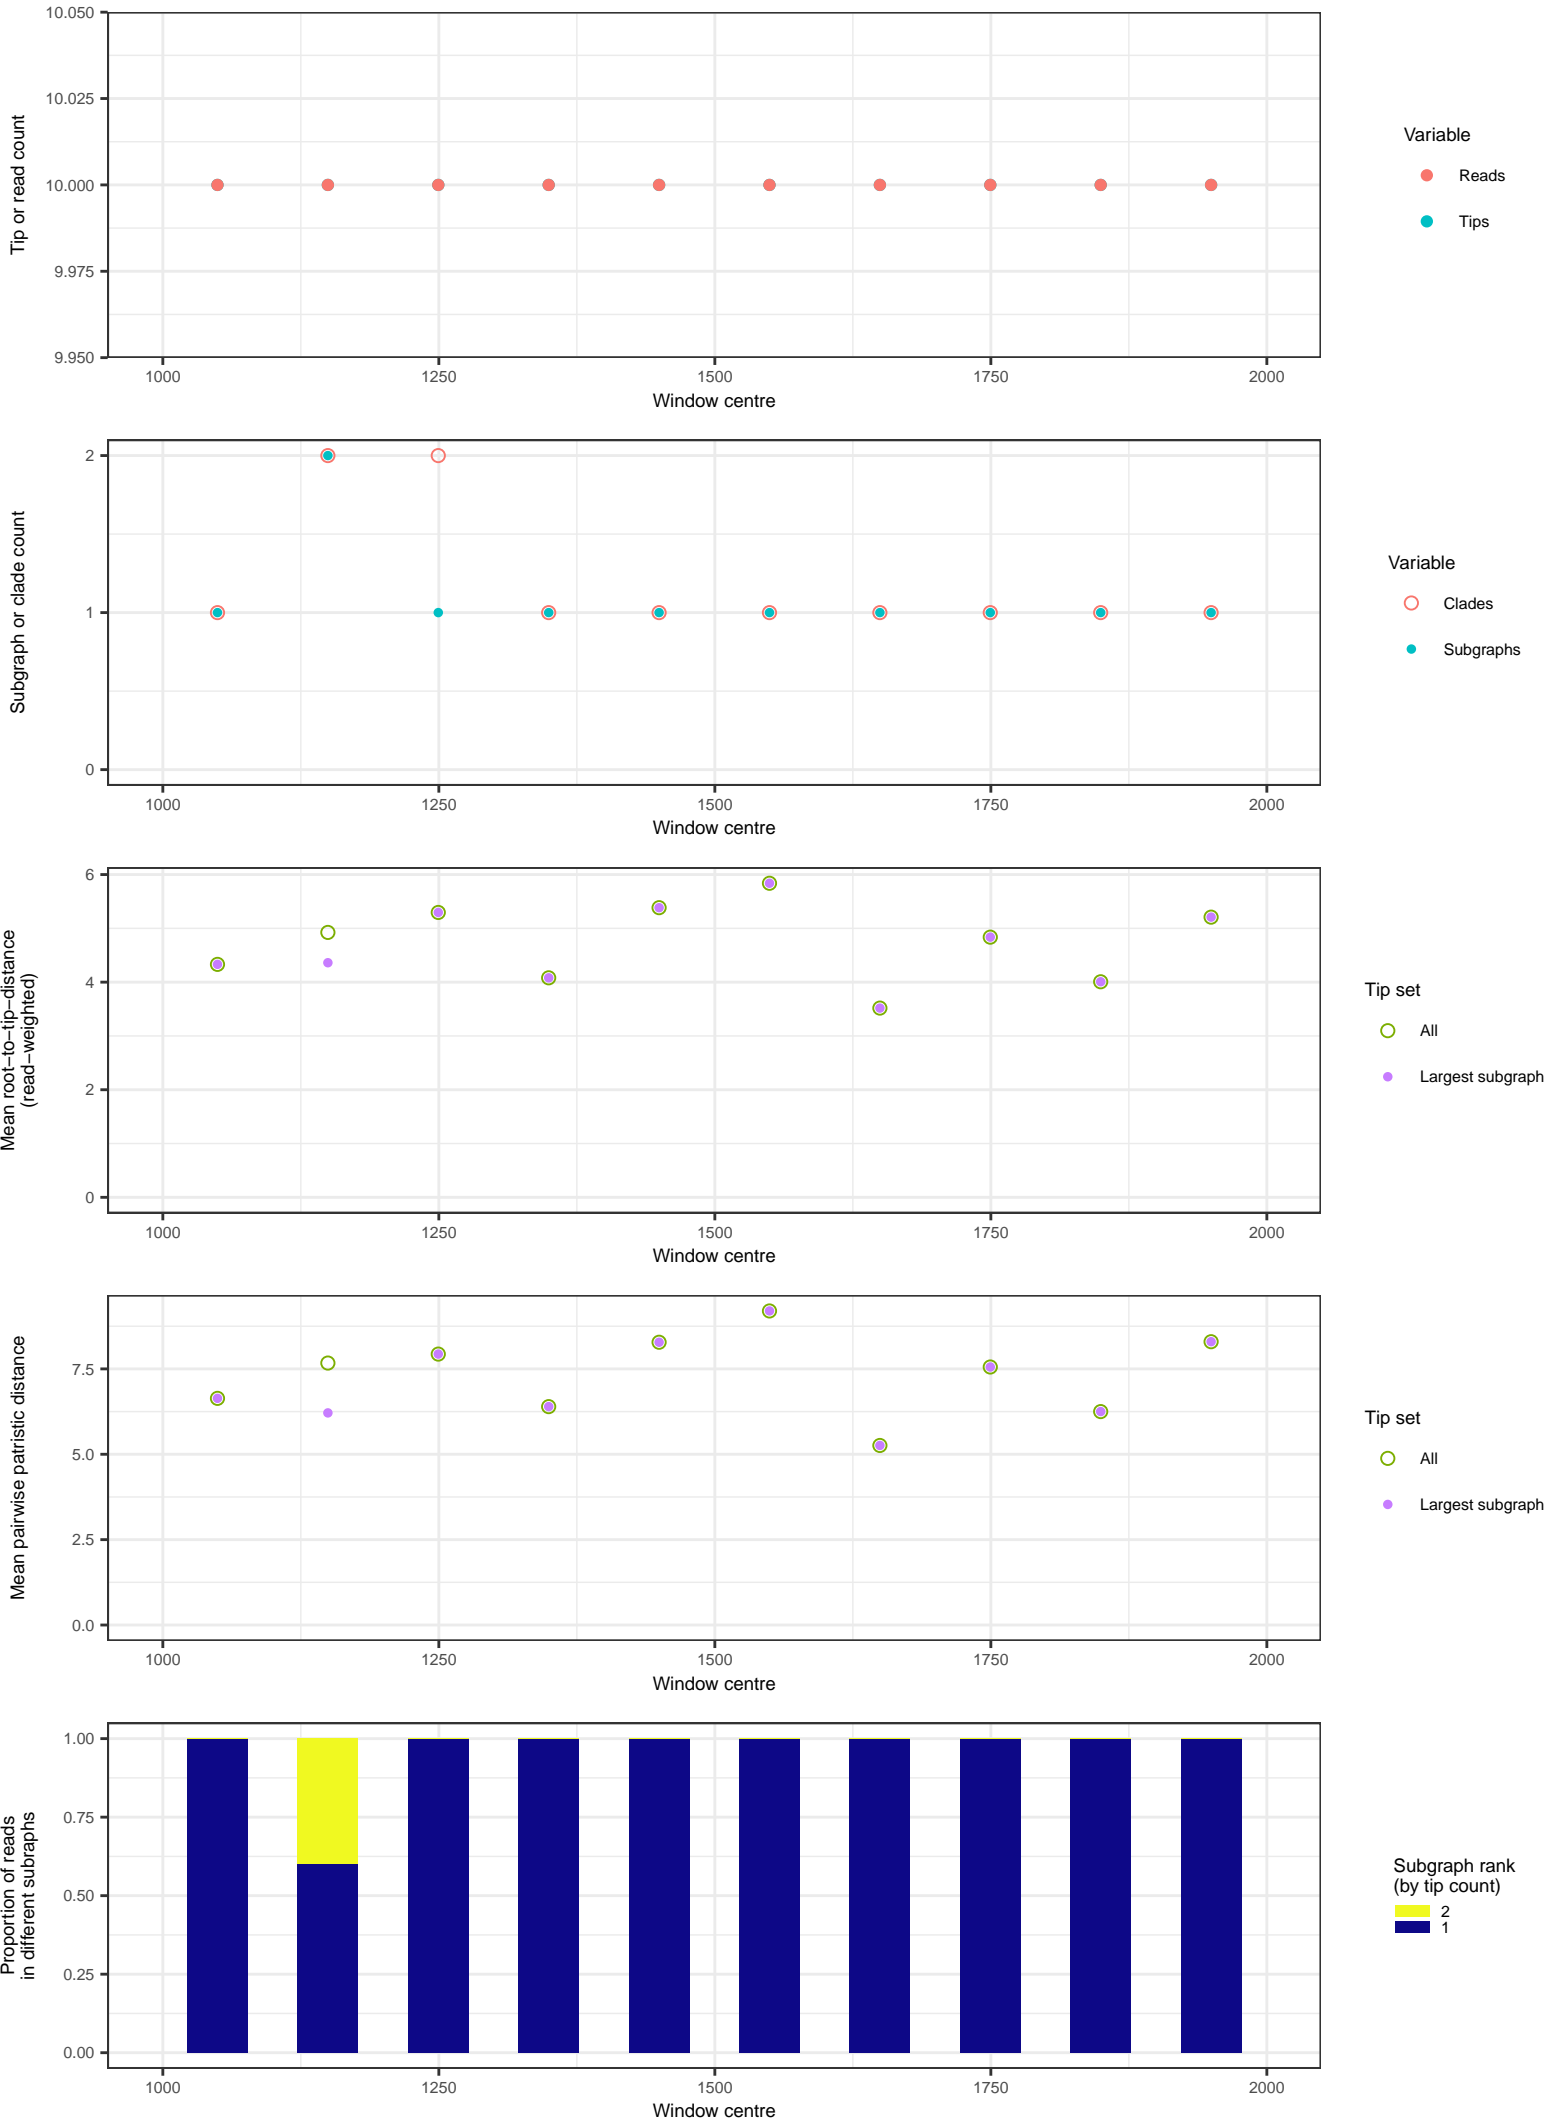 10.050
10.025
10.000
9.975
9.950
Tip or read count
1000 1250 1500 1750 2000
Window centre
Variable
Reads
Tips
2
1
0
Subgraph or clade count
1000 1250 1500 1750 2000
Window centre
Variable
Clades
Subgraphs
6
4
2
0
Mean root−to−tip−distance
(read−weighted)
1000 1250 1500 1750 2000
Window centre
Tip set
All
Largest subgraph
7.5
5.0
2.5
0.0
Mean pairwise patristic distance
1000 1250 1500 1750 2000
Window centre
Tip set
All
Largest subgraph
1.00
0.75
0.50
0.25
0.00
Proportion of reads
in different subraphs
1000 1250 1500 1750 2000
Window centre
Subgraph rank
(by tip count)
2
1